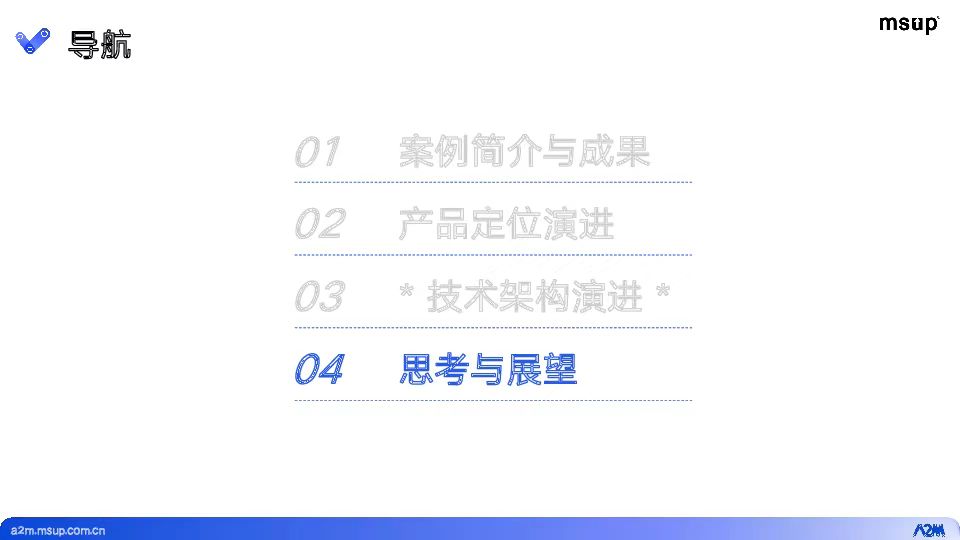 导航
msup
01 案例简介与成果
02 产品定位演进
03 * 技术架构演进 *
04 思考与展望
a2m.msup.com.cn
A2M